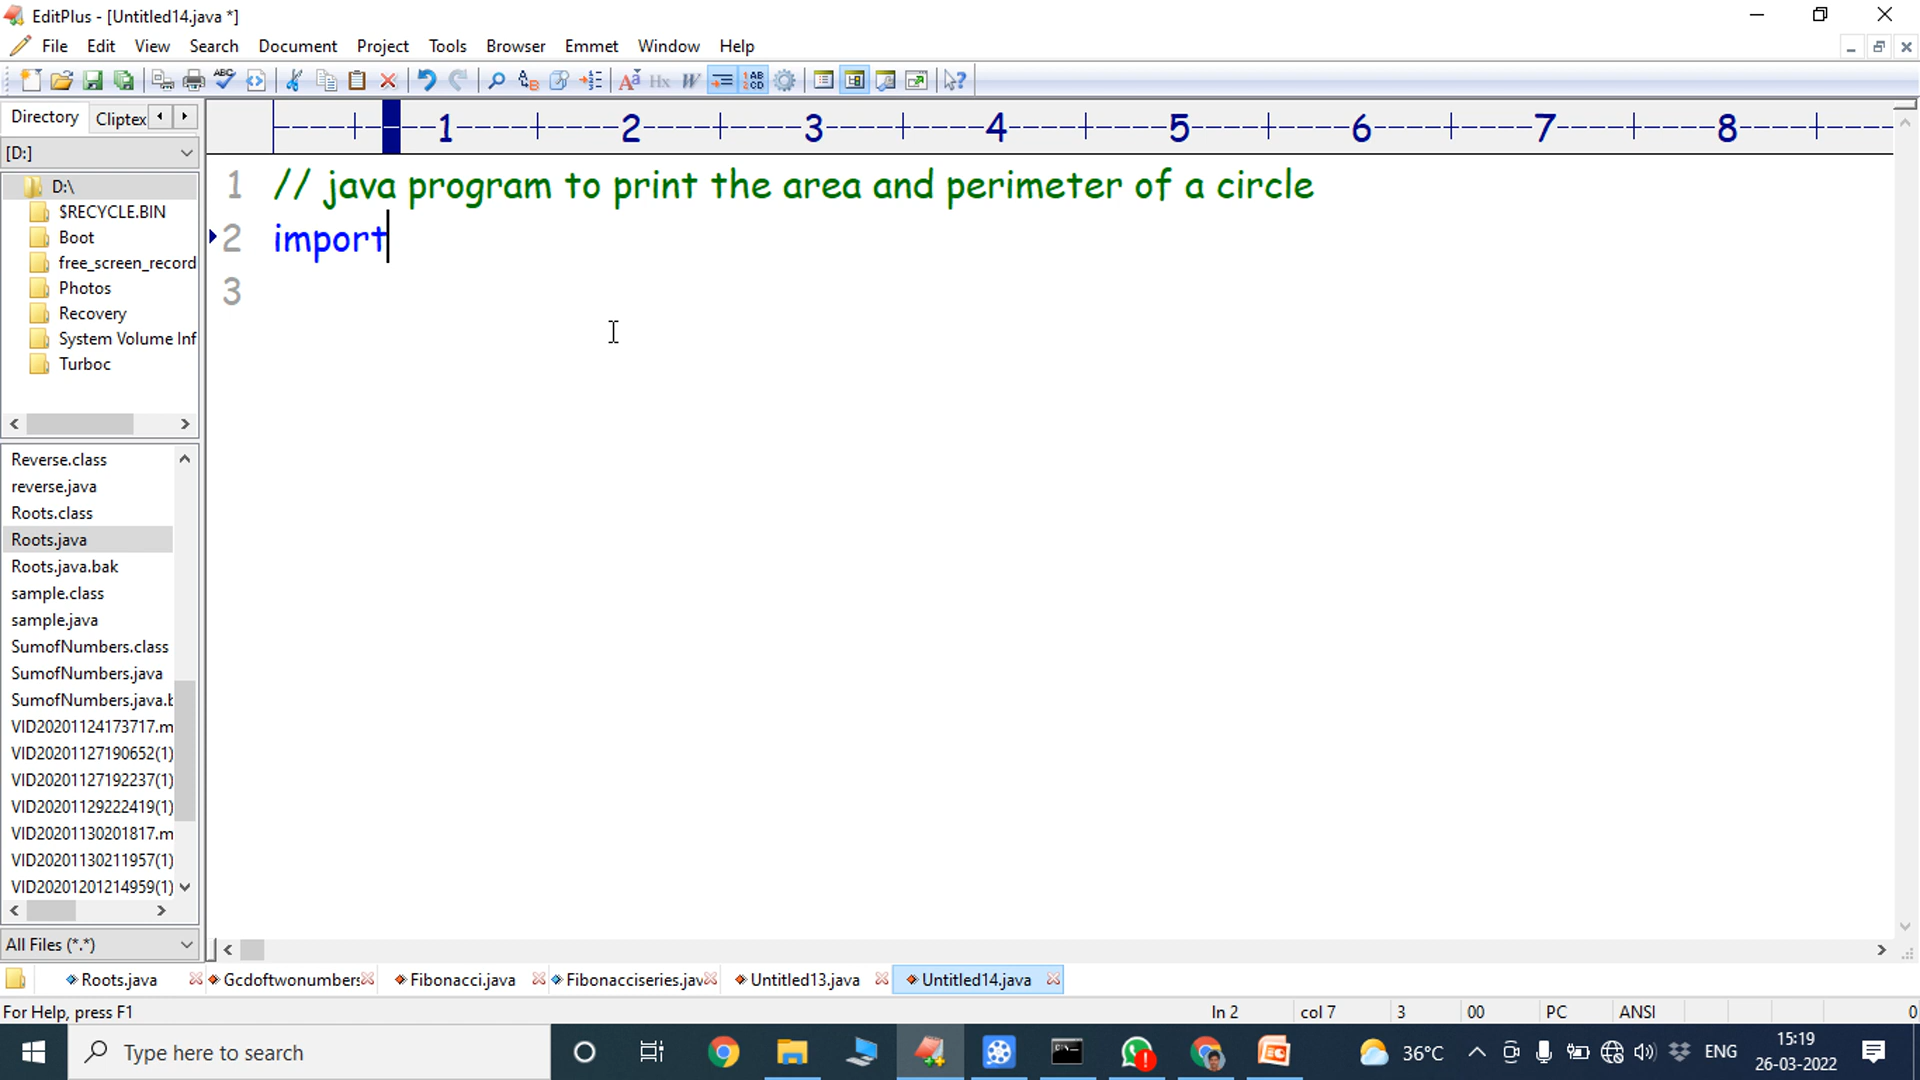 EditPlus - [Untitled14.java *]
File Edit View Search Document Project Tools Browser Emmet Window Help
Directory Cliptex
[D:]
D:\
$RECYCLE.BIN
Boot
free_screen_record
Photos
Recovery
System Volume Inf
Turboc
Reverse.class
reverse.java
Roots.class
Roots.java
Roots.java.bak
sample.class
sample.java
SumofNumbers.class
SumofNumbers.java
SumofNumbers.java.b
VID20201124173717.m
VID20201127190652(1)
VID20201127192237(1)
VID20201129222419(1)
VID20201130201817.m
VID20201130211957(1)
VID20201201214959(1)
All Files (*.*)
1 2 3 4 5 6 7 8
1 // java program to print the area and perimeter of a circle
2 import
3
Roots.java Gcdoftwonumbers Fibonacci.java Fibonacciseries.jav Untitled13.java Untitled14.java
For Help, press F1 ln 2 col 7 3 00 PC ANSI 0
Type here to search 36°C ENG 15:19
26-03-2022